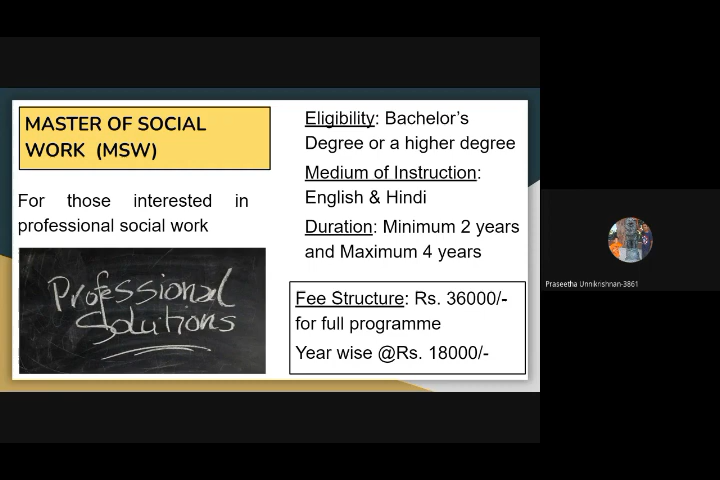 MASTER OF SOCIAL
WORK (MSW)
For those interested in
professional social work
Professional
Solutions
Eligibility: Bachelor's
Degree or a higher degree
Medium of Instruction:
English & Hindi
Duration: Minimum 2 years
and Maximum 4 years
Fee Structure: Rs. 36000/-
for full programme
Year wise @Rs. 18000/-
Praseetha Unnikrishnan-3861